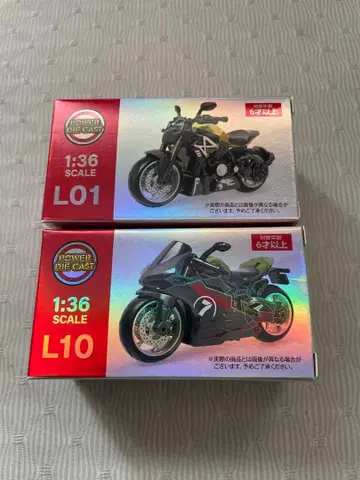 POWER
DIE CAST
1:36
SCALE
L01
対象年齢
6才以上
※実際の商品とは画像が異なる場合が
ございます。予めご了承ください。
POWER
DIE CAST
1:36
SCALE
L10
対象年齢
6才以上
7
※実際の商品とは画像が異なる場合が
ございます。予めご了承ください。